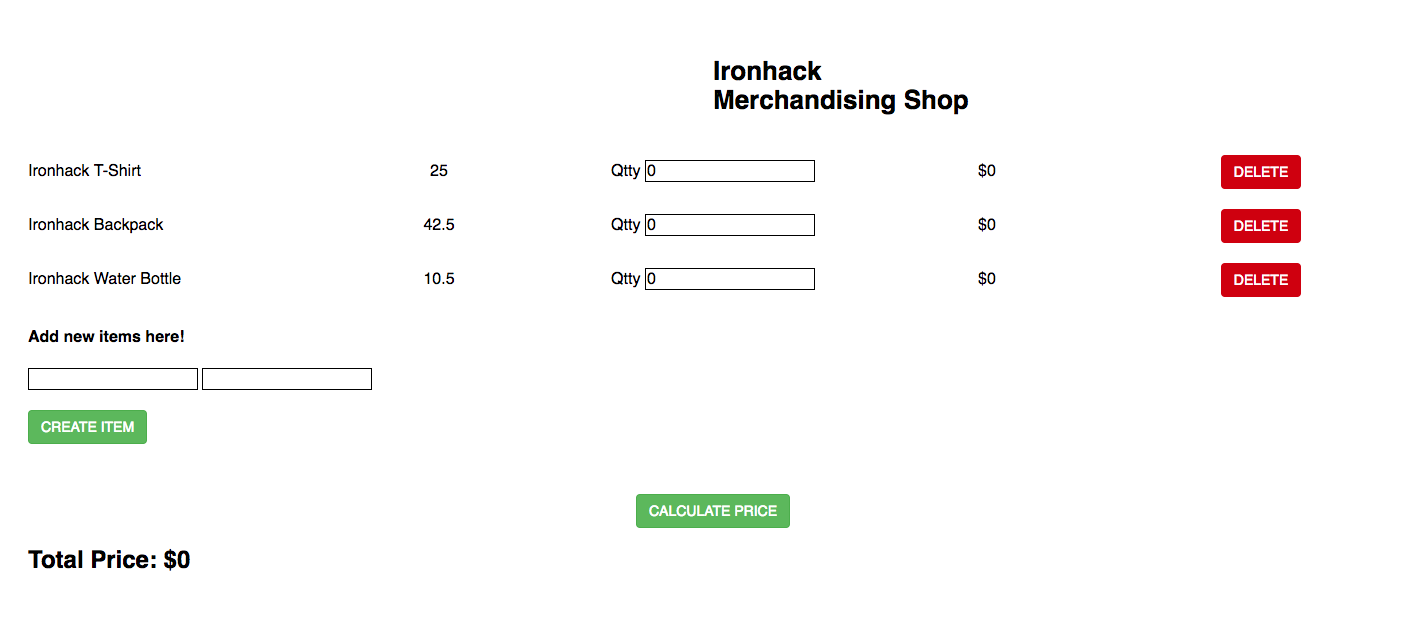 Ironhack
Merchandising Shop
Ironhack T-Shirt 25 Qtty 0 $0 DELETE
Ironhack Backpack 42.5 Qtty 0 $0 DELETE
Ironhack Water Bottle 10.5 Qtty 0 $0 DELETE
Add new items here!
CREATE ITEM
CALCULATE PRICE
Total Price: $0